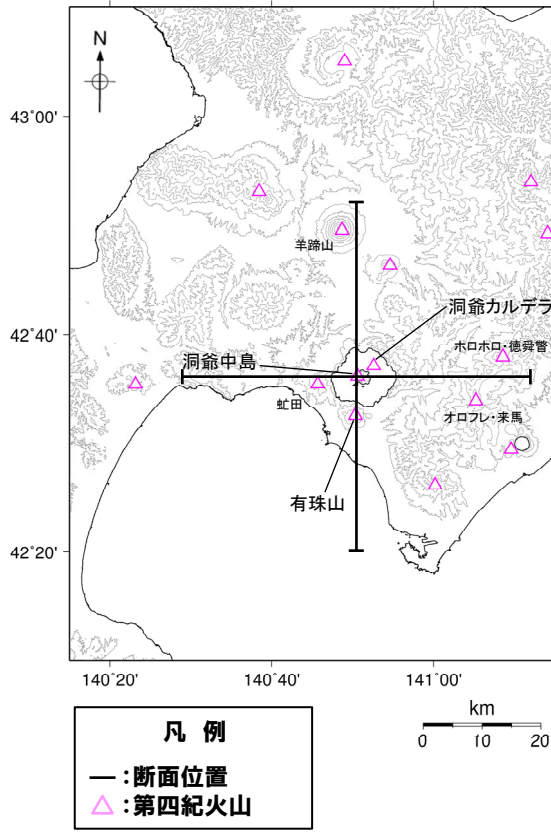 N
43°00'
羊蹄山
洞爺カルデラ
42°40'
ホロホロ・徳舜瞥
洞爺中島
虻田
オロフレ・来馬
有珠山
42°20'
140°20' 140°40' 141°00'
km
0 10 20
凡 例
―:断面位置
△:第四紀火山